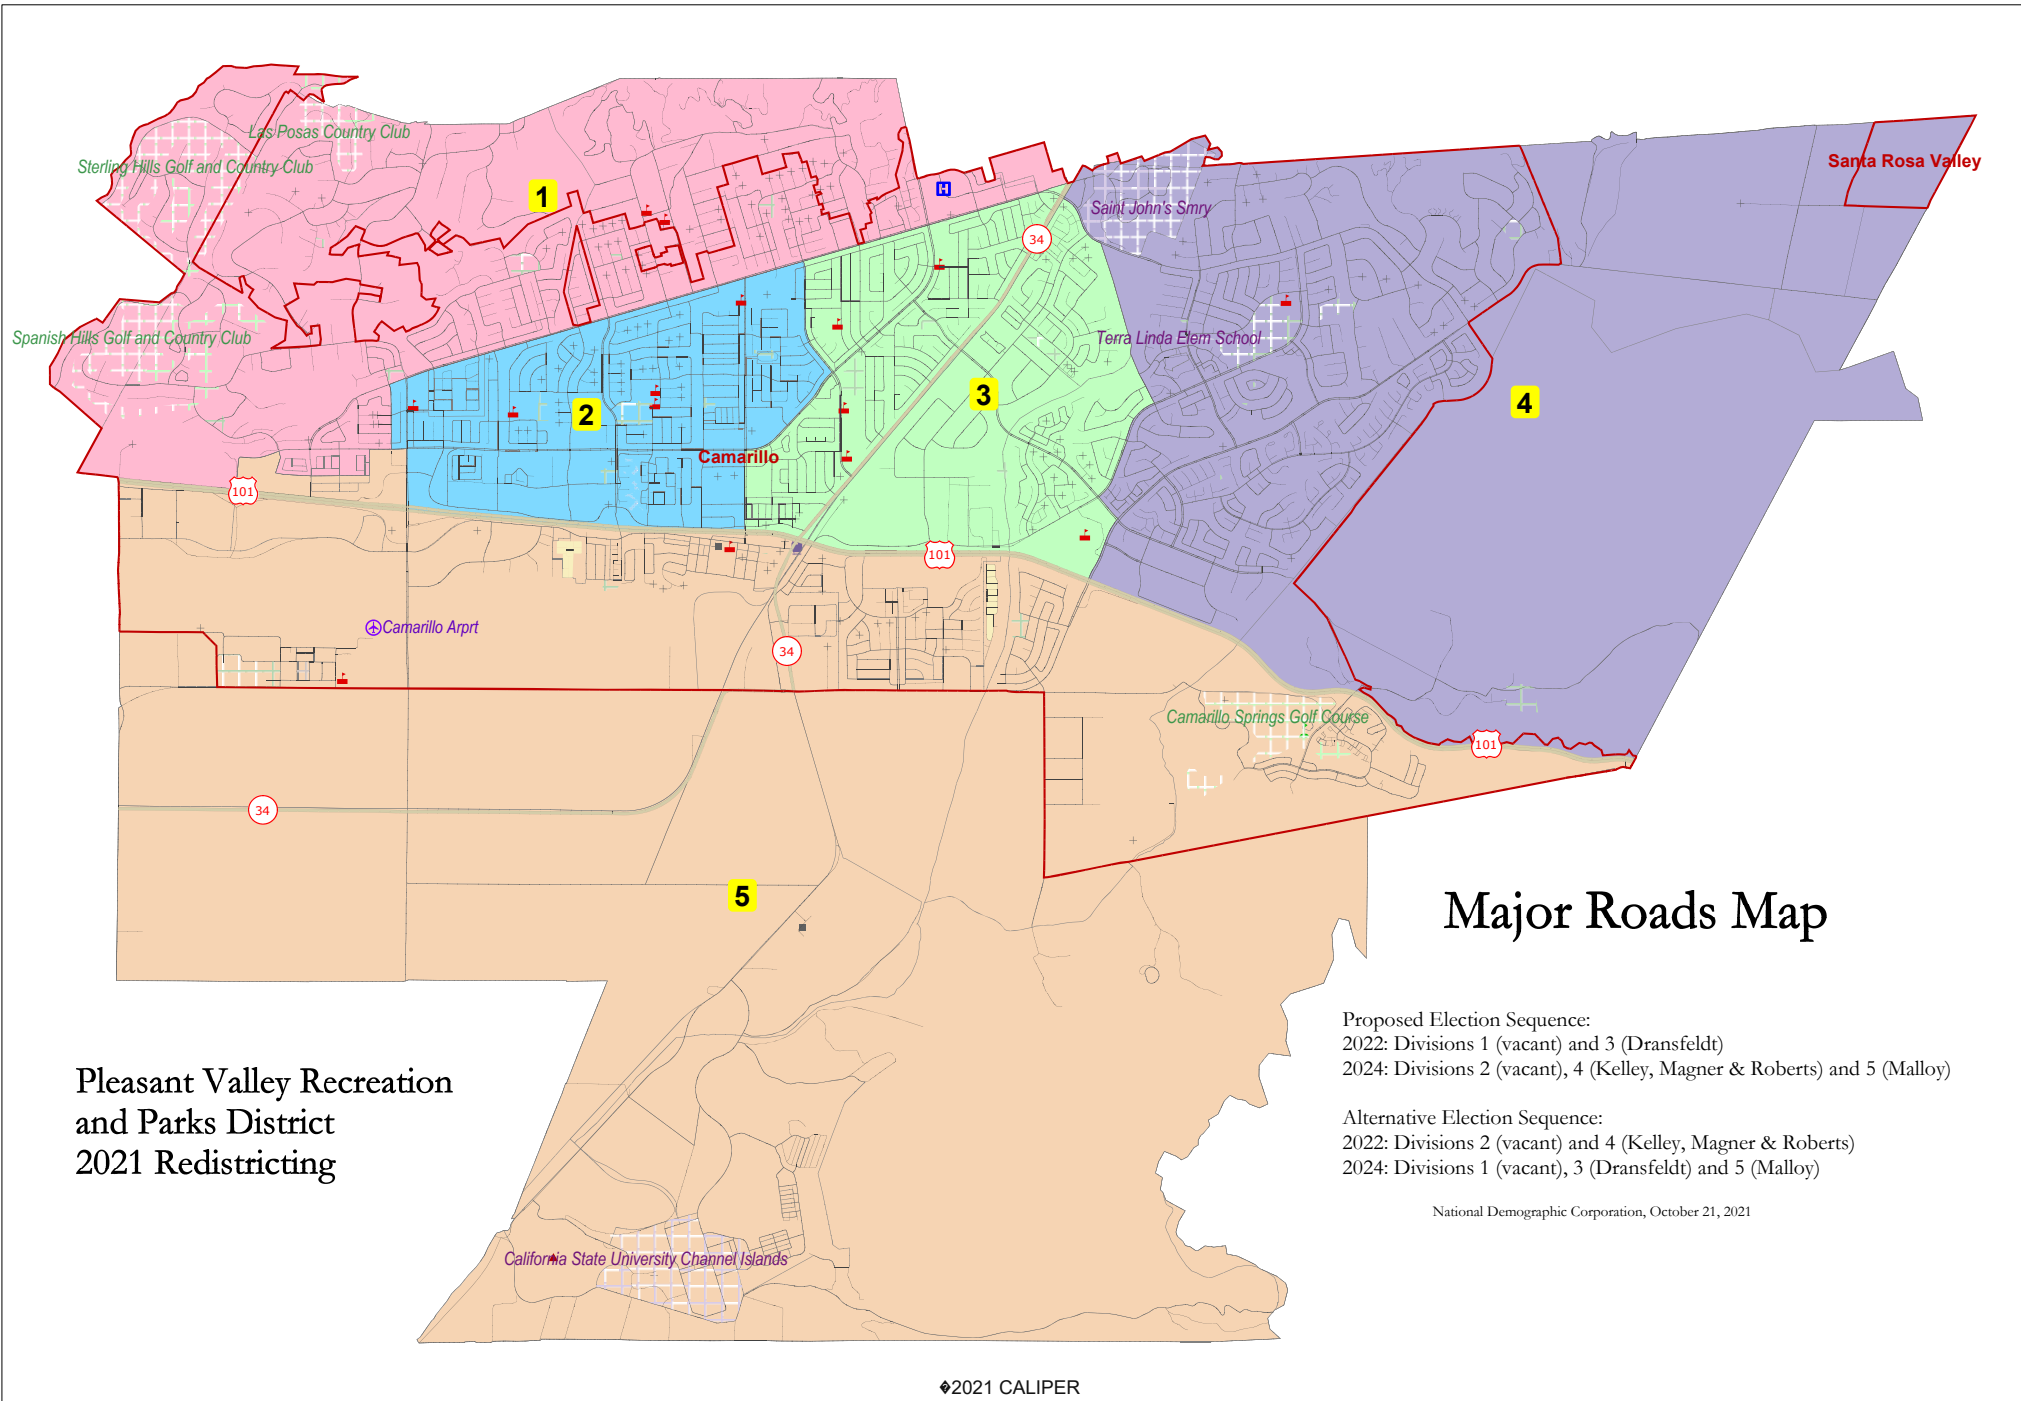 Las Posas Country Club
Sterling Hills Golf and Country Club
Santa Rosa Valley
1
H
Saint John's Smry
34
Spanish Hills Golf and Country Club
Terra Linda Elem School
2
3
4
Camarillo
101
101
Camarillo Arprt
34
Camarillo Springs Golf Course
101
34
5
Major Roads Map
Proposed Election Sequence:
2022: Divisions 1 (vacant) and 3 (Dransfeldt)
2024: Divisions 2 (vacant), 4 (Kelley, Magner & Roberts) and 5 (Malloy)
Alternative Election Sequence:
2022: Divisions 2 (vacant) and 4 (Kelley, Magner & Roberts)
2024: Divisions 1 (vacant), 3 (Dransfeldt) and 5 (Malloy)
National Demographic Corporation, October 21, 2021
Pleasant Valley Recreation
and Parks District
2021 Redistricting
California State University Channel Islands
�2021 CALIPER